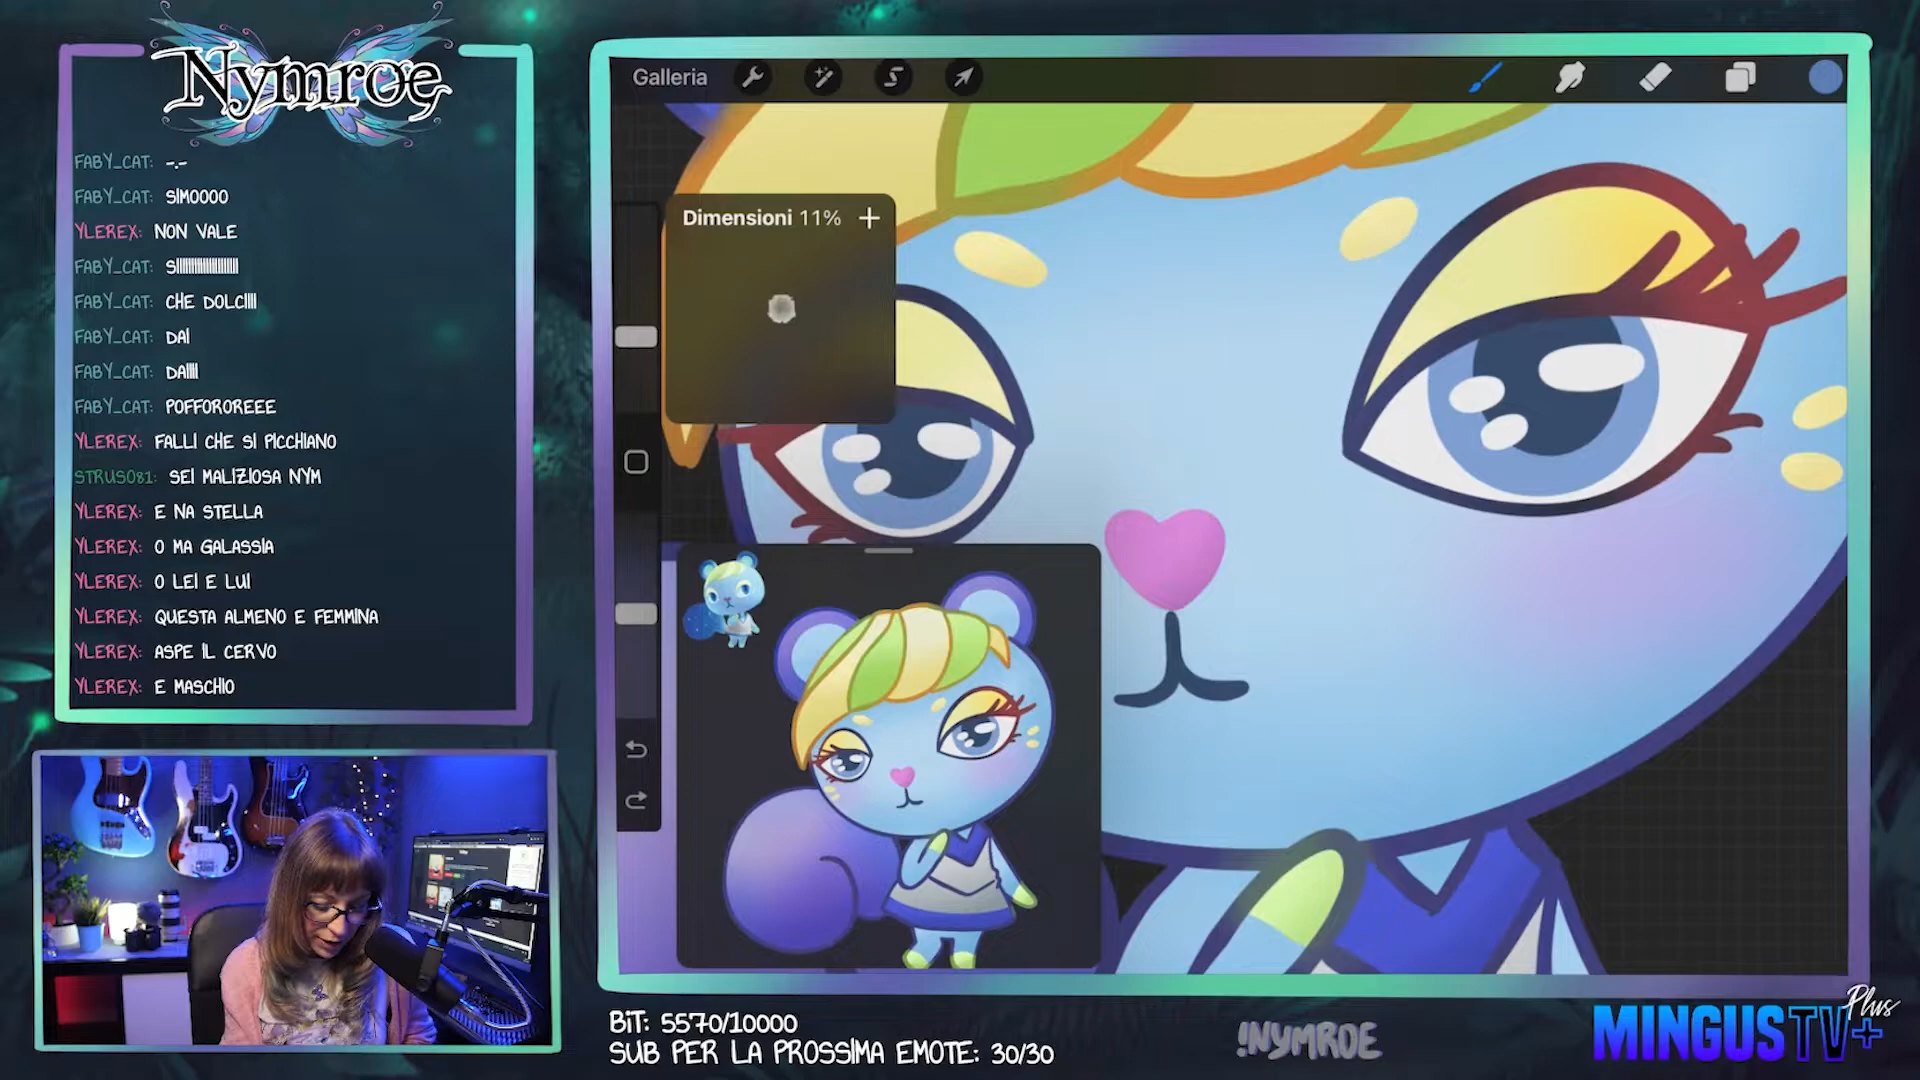 Nymroe
FABY_CAT: -.-
FABY_CAT: SIMOOOO
YLEREX: NON VALE
FABY_CAT: SIIIIIIIIIIIIIIIIIII
FABY_CAT: CHE DOLCIIII
FABY_CAT: DAI
FABY_CAT: DAIIII
FABY_CAT: POFFOROREEE
YLEREX: FALLI CHE SI PICCHIANO
STRUSO81: SEI MALIZIOSA NYM
YLEREX: E NA STELLA
YLEREX: O MA GALASSIA
YLEREX: O LEI E LUI
YLEREX: QUESTA ALMENO E FEMMINA
YLEREX: ASPE IL CERVO
YLEREX: E MASCHIO
Galleria
Dimensioni 11%
BIT: 5570/10000
SUB PER LA PROSSIMA EMOTE: 30/30
!NYMROE
MINGUSTV+ Plus